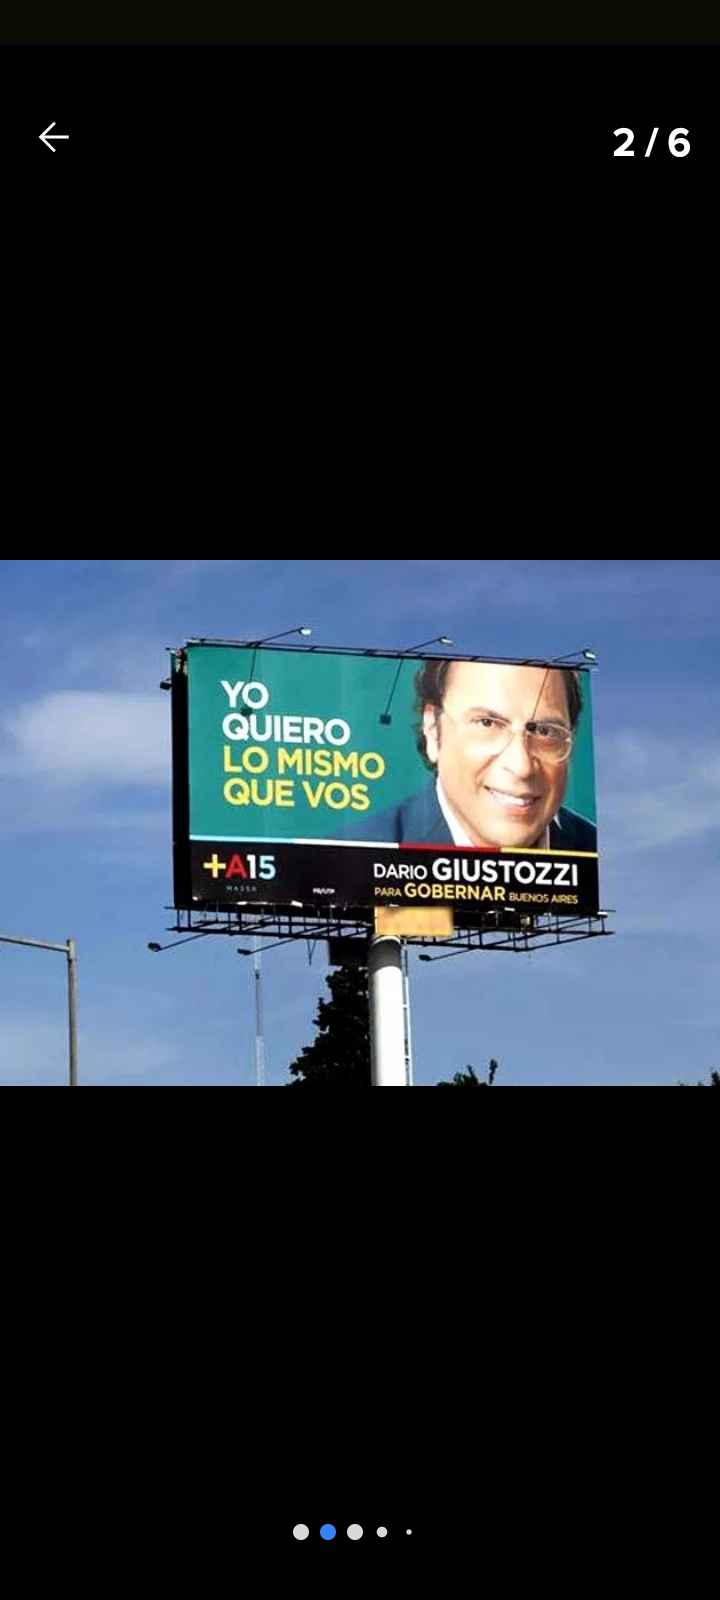 2 / 6
YO
QUIERO
LO MISMO
QUE VOS
+A15
MASSA
DARIO GIUSTOZZI
PARA GOBERNAR BUENOS AIRES